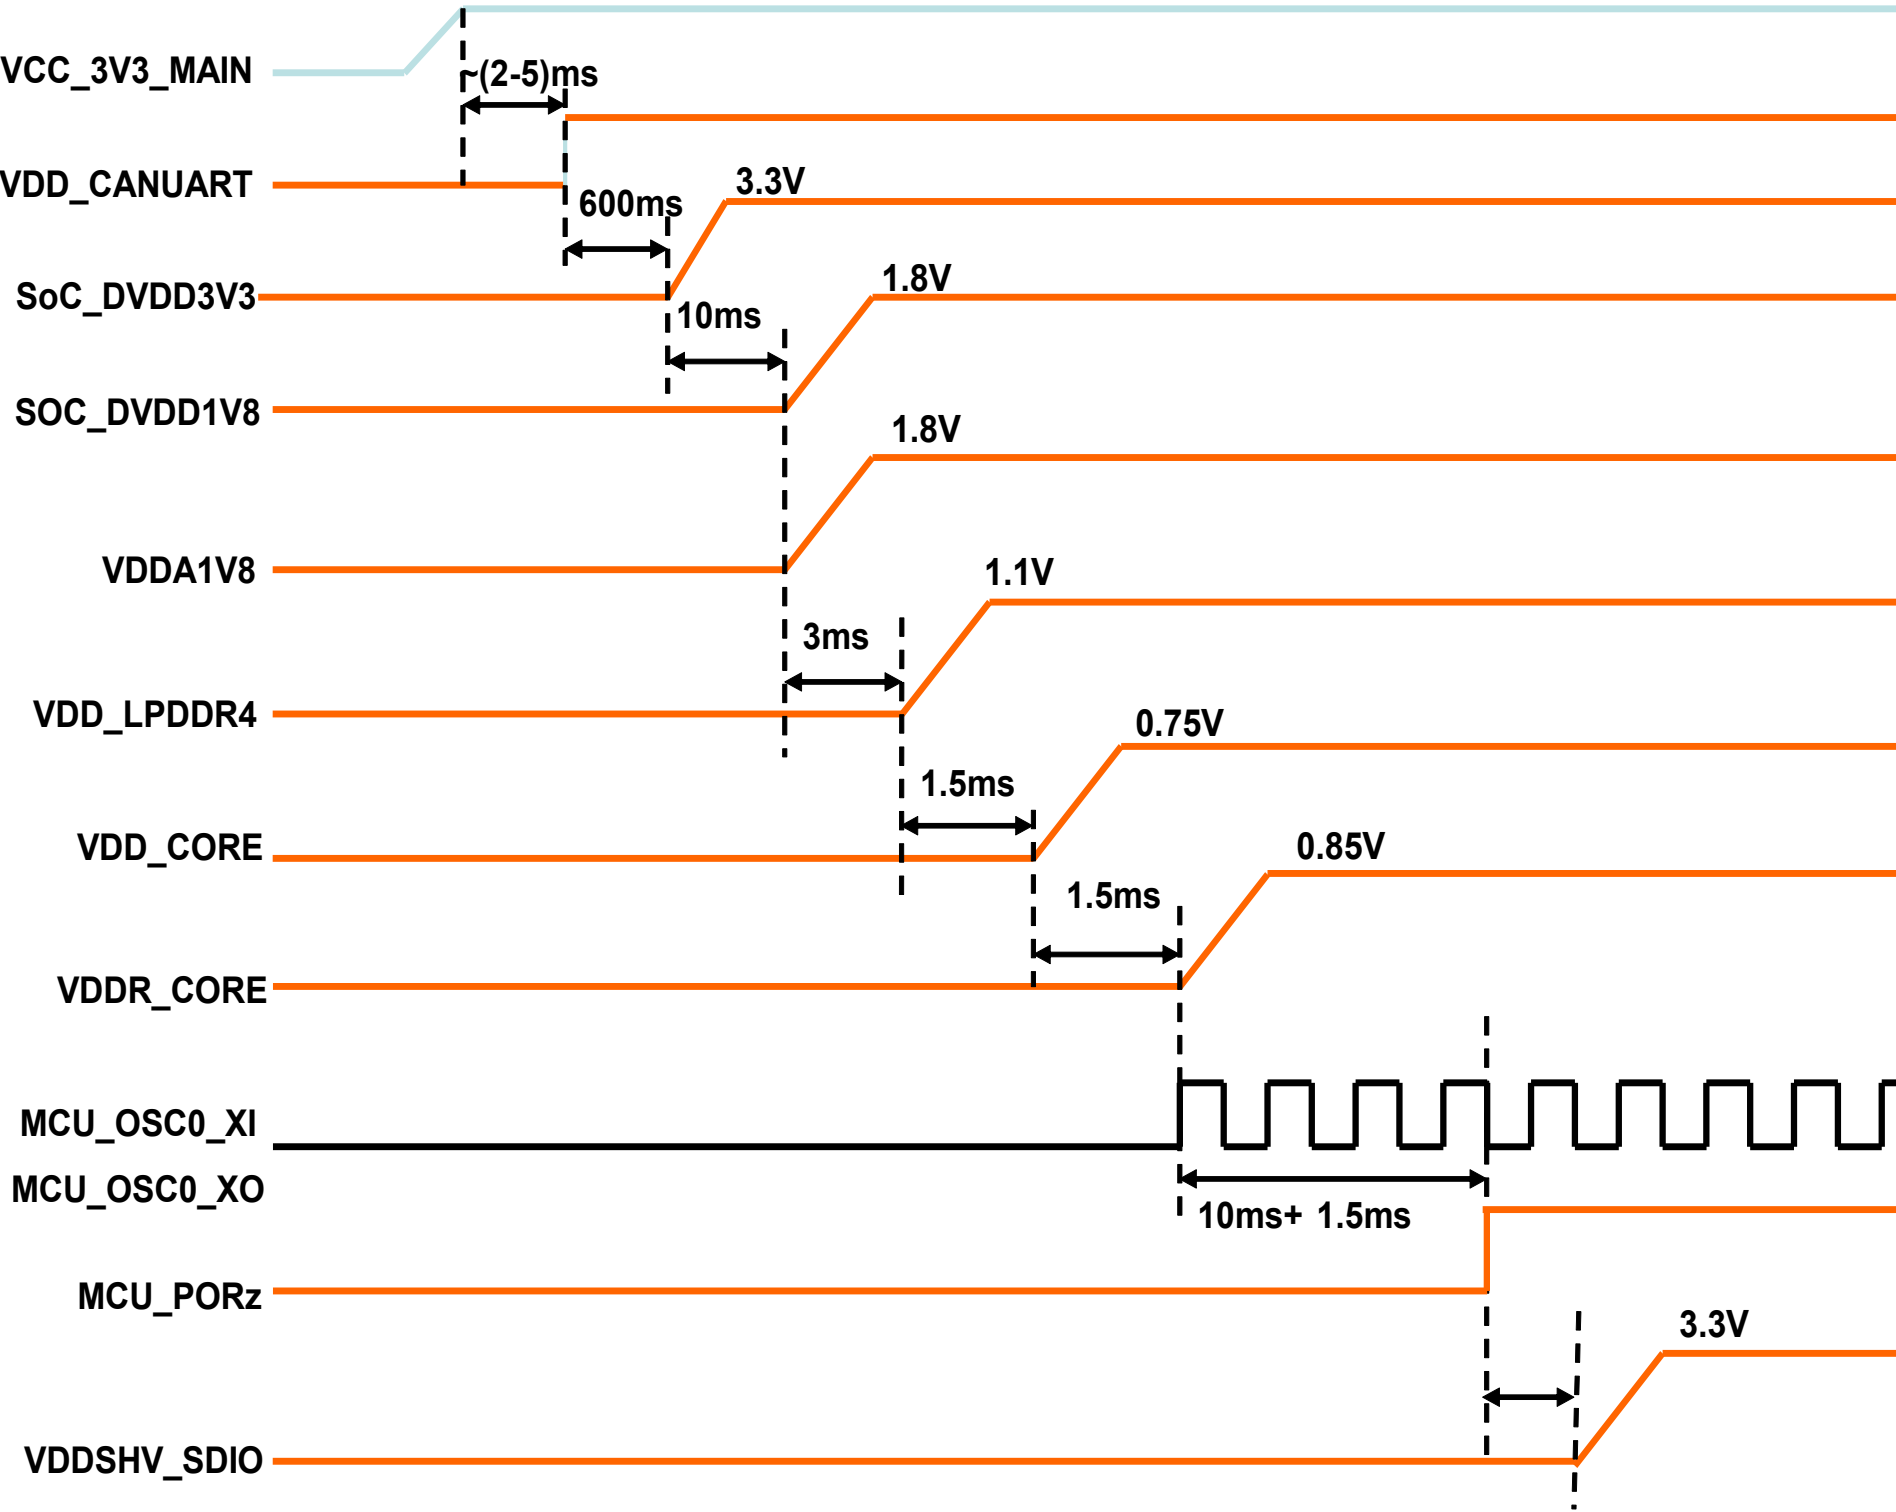 VCC_3V3_MAIN
~(2-5)ms
VDD_CANUART
3.3V
600ms
SoC_DVDD3V3
1.8V
10ms
SOC_DVDD1V8
1.8V
VDDA1V8
1.1V
3ms
VDD_LPDDR4
0.75V
1.5ms
VDD_CORE
0.85V
1.5ms
VDDR_CORE
MCU_OSC0_XI
MCU_OSC0_XO
10ms+ 1.5ms
MCU_PORz
3.3V
VDDSHV_SDIO